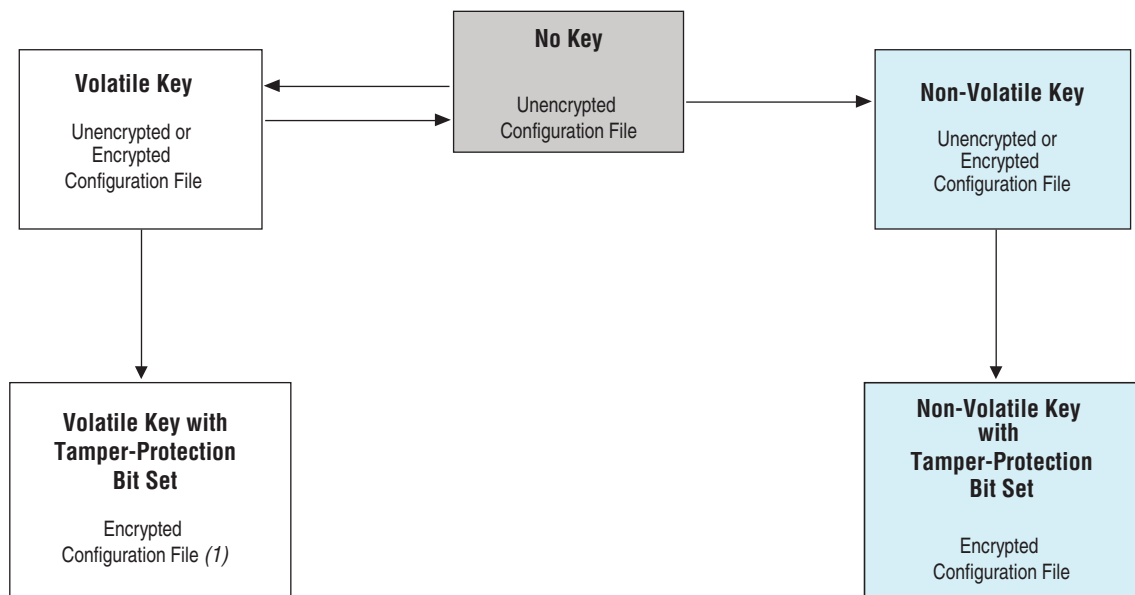 No Key
Unencrypted
Configuration File
Volatile Key
Unencrypted or
Encrypted
Configuration File
Non-Volatile Key
Unencrypted or
Encrypted
Configuration File
Volatile Key with
Tamper-Protection
Bit Set
Encrypted
Configuration File (1)
Non-Volatile Key
with
Tamper-Protection
Bit Set
Encrypted
Configuration File